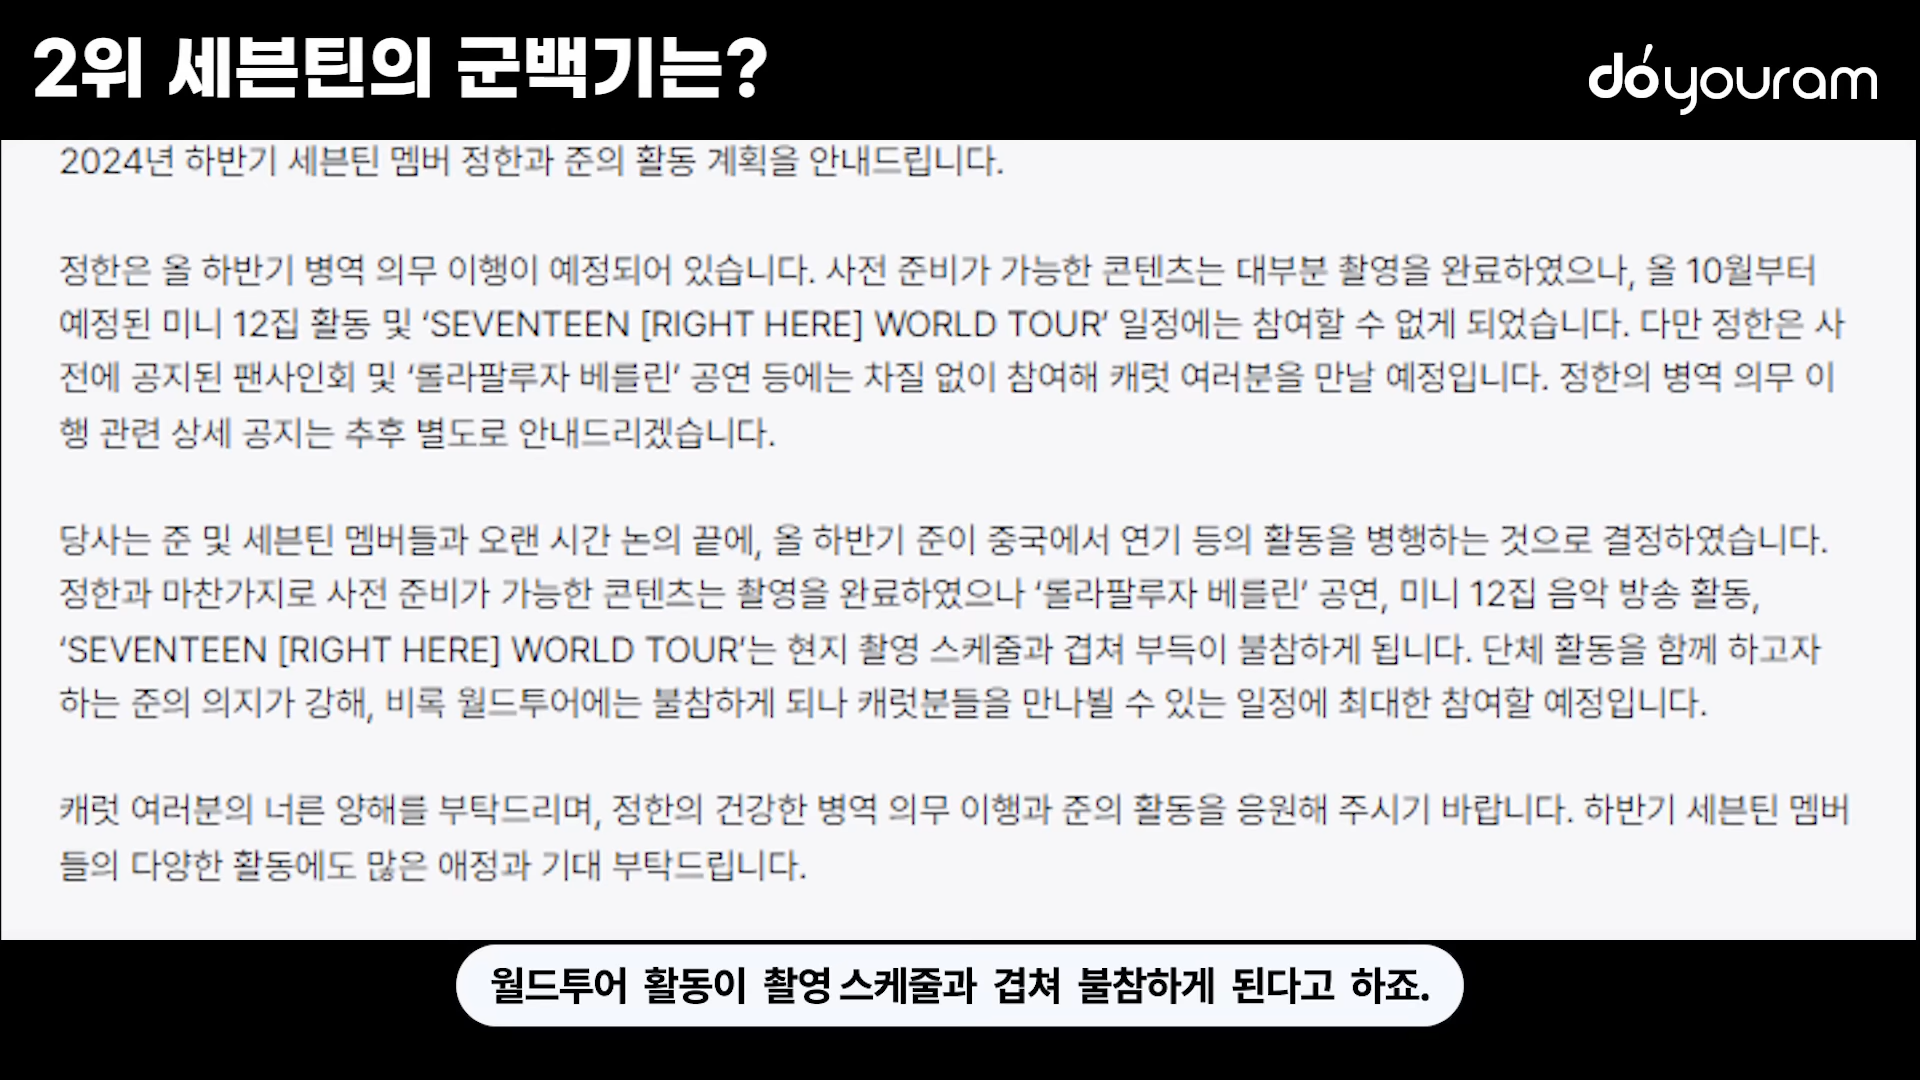 2위 세븐틴의 군백기는?
dóyouram
2024년 하반기 세븐틴 멤버 정한과 준의 활동 계획을 안내드립니다.
정한은 올 하반기 병역 의무 이행이 예정되어 있습니다. 사전 준비가 가능한 콘텐츠는 대부분 촬영을 완료하였으나, 올 10월부터
예정된 미니 12집 활동 및 ‘SEVENTEEN [RIGHT HERE] WORLD TOUR’ 일정에는 참여할 수 없게 되었습니다. 다만 정한은 사
전에 공지된 팬사인회 및 ‘롤라팔루자 베를린’ 공연 등에는 차질 없이 참여해 캐럿 여러분을 만날 예정입니다. 정한의 병역 의무 이
행 관련 상세 공지는 추후 별도로 안내드리겠습니다.
당사는 준 및 세븐틴 멤버들과 오랜 시간 논의 끝에, 올 하반기 준이 중국에서 연기 등의 활동을 병행하는 것으로 결정하였습니다.
정한과 마찬가지로 사전 준비가 가능한 콘텐츠는 촬영을 완료하였으나 ‘롤라팔루자 베를린’ 공연, 미니 12집 음악 방송 활동,
‘SEVENTEEN [RIGHT HERE] WORLD TOUR’는 현지 촬영 스케줄과 겹쳐 부득이 불참하게 됩니다. 단체 활동을 함께 하고자
하는 준의 의지가 강해, 비록 월드투어에는 불참하게 되나 캐럿분들을 만나뵐 수 있는 일정에 최대한 참여할 예정입니다.
캐럿 여러분의 너른 양해를 부탁드리며, 정한의 건강한 병역 의무 이행과 준의 활동을 응원해 주시기 바랍니다. 하반기 세븐틴 멤버
들의 다양한 활동에도 많은 애정과 기대 부탁드립니다.
월드투어 활동이 촬영 스케줄과 겹쳐 불참하게 된다고 하죠.